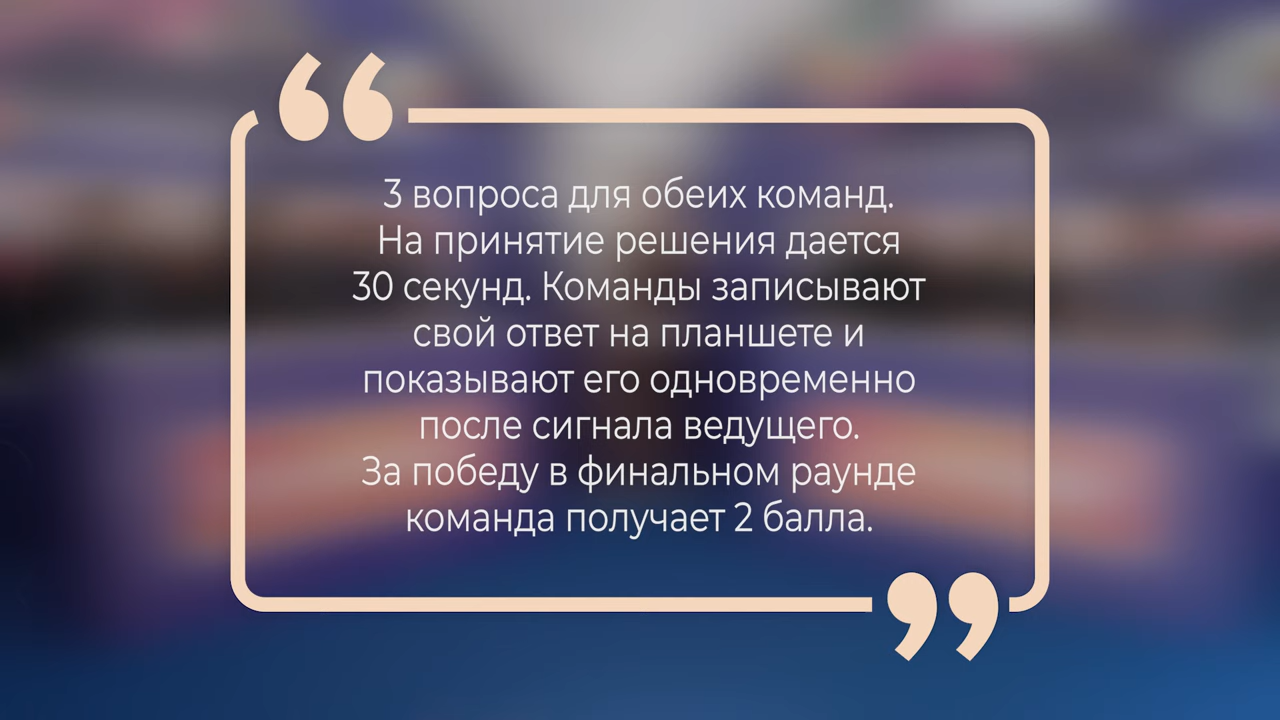 3 вопроса для обеих команд.
На принятие решения дается
30 секунд. Команды записывают
свой ответ на планшете и
показывают его одновременно
после сигнала ведущего.
За победу в финальном раунде
команда получает 2 балла.